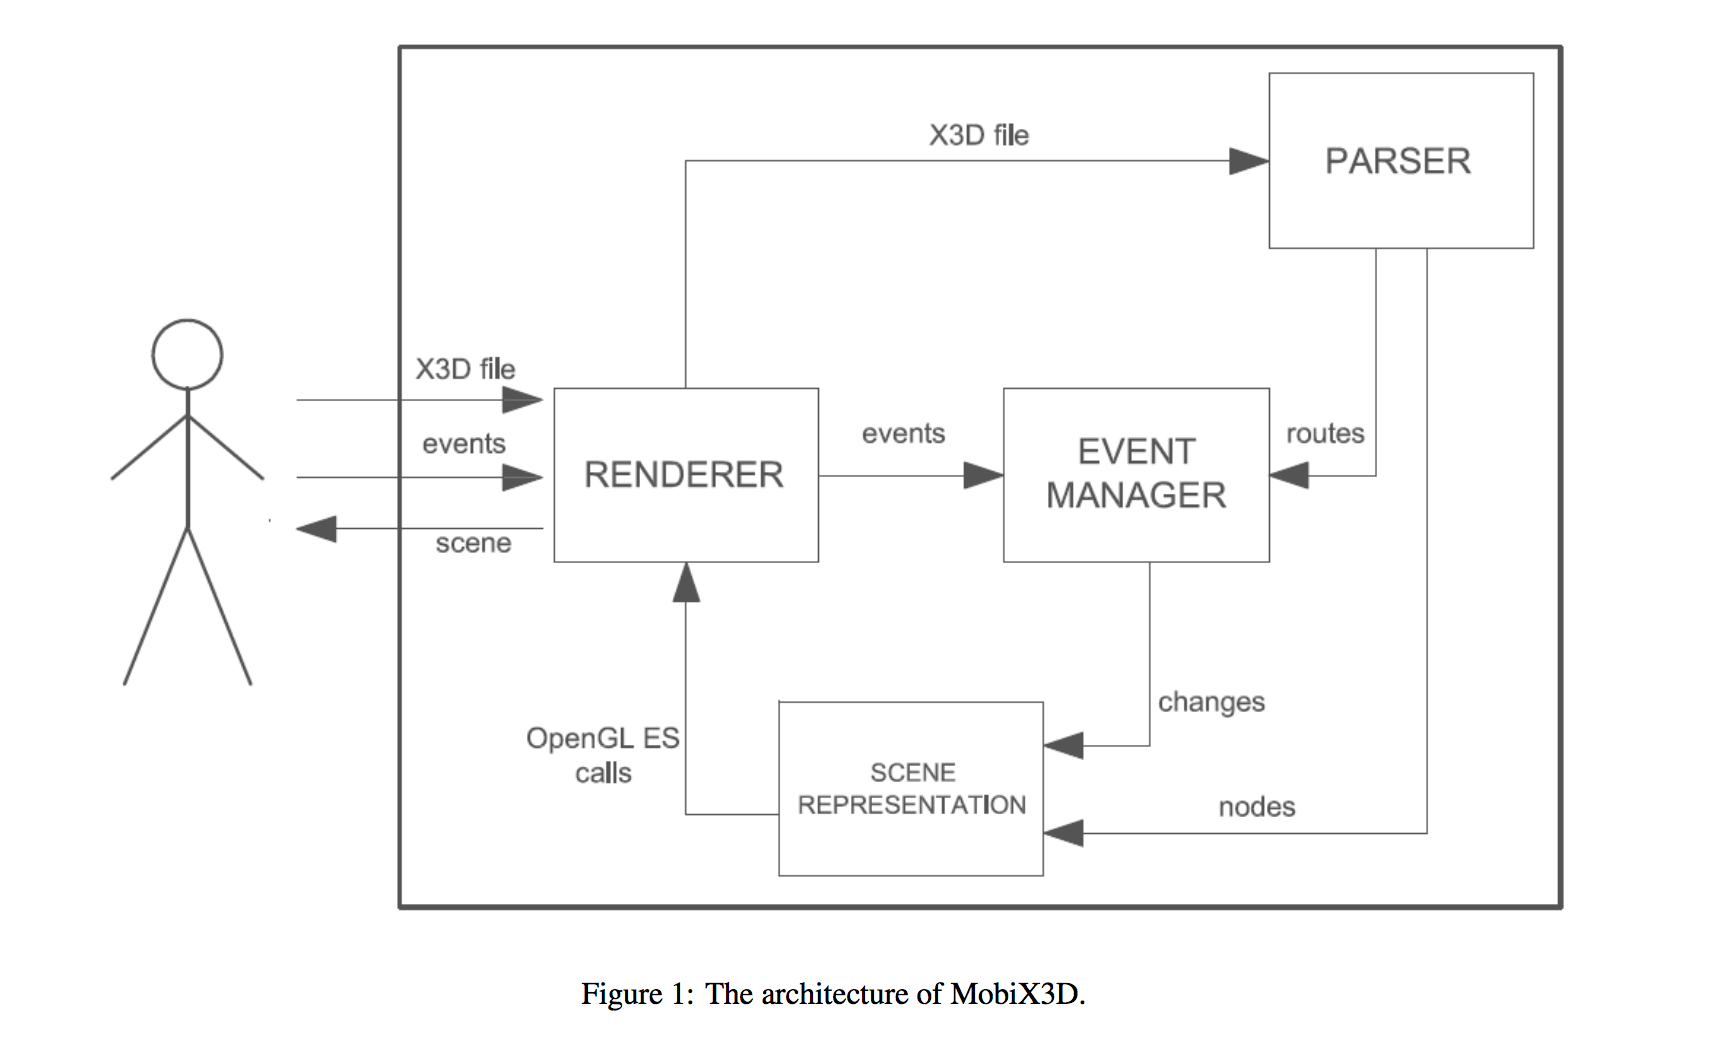 X3D file
PARSER
X3D file
events
scene
RENDERER
events
EVENT
MANAGER
routes
changes
OpenGL ES
calls
SCENE
REPRESENTATION
nodes
Figure 1: The architecture of MobiX3D.